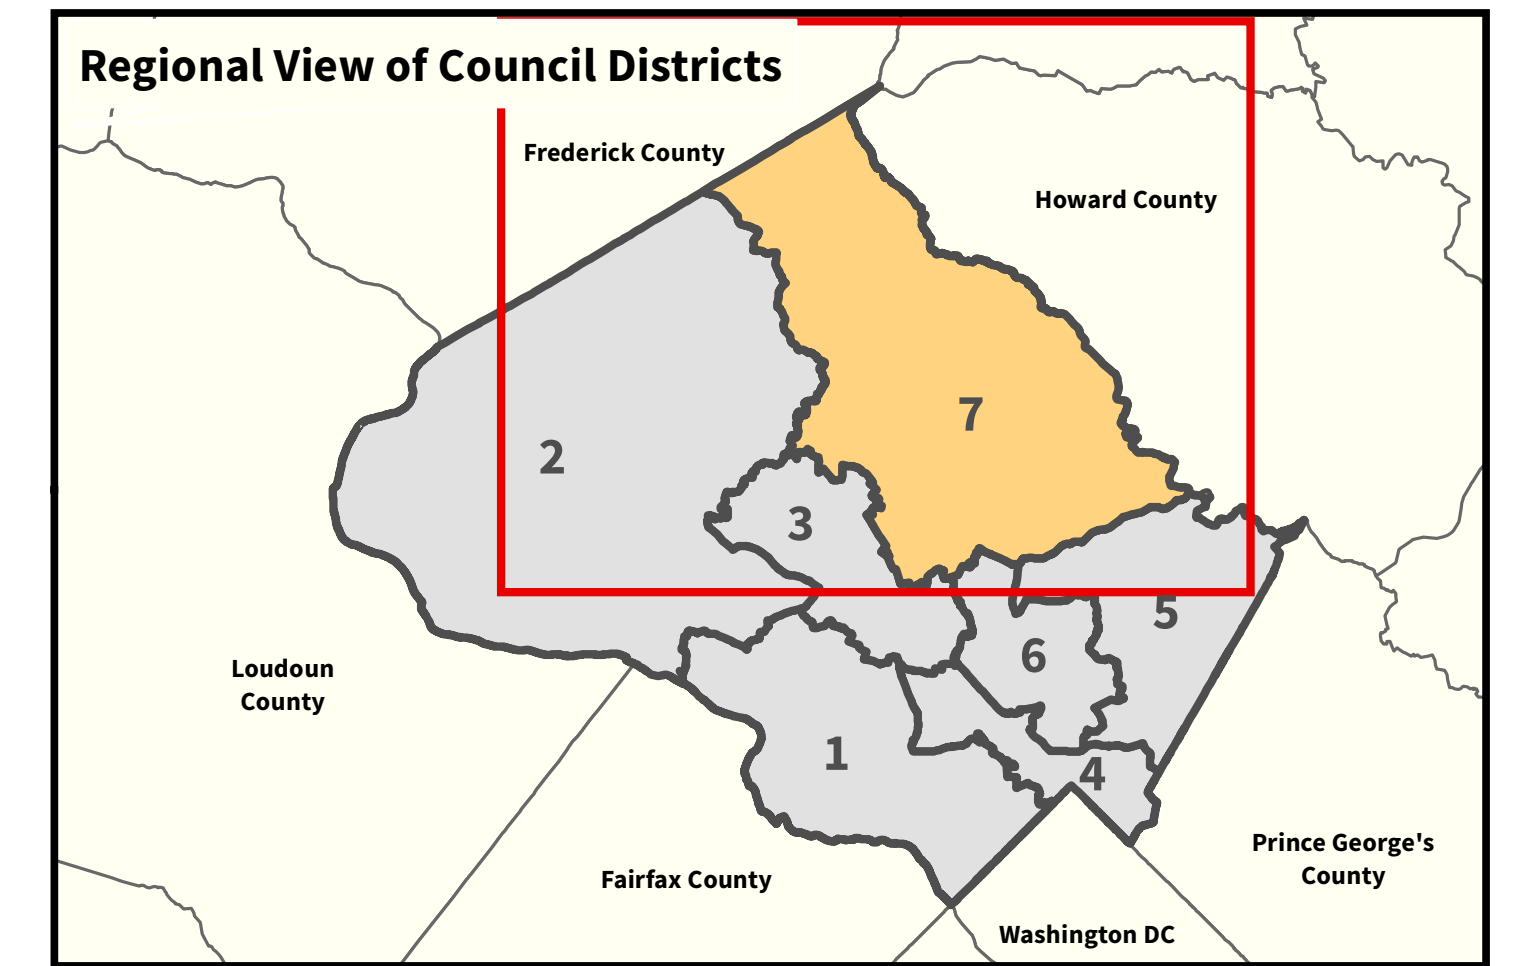 Regional View of Council Districts
Frederick County
Howard County
7
2
3
5
6
Loudoun
County
1
4
Prince George's
County
Fairfax County
Washington DC